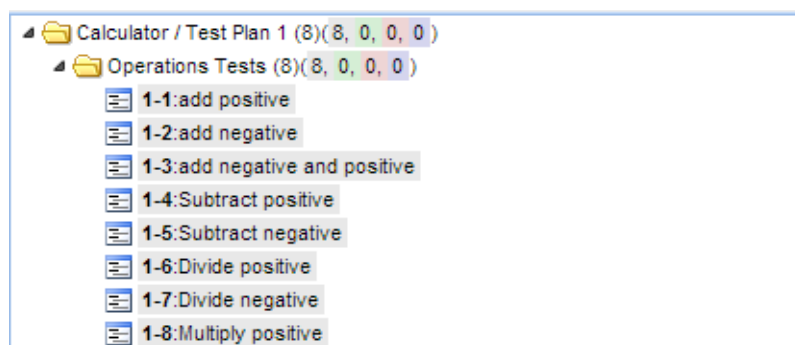 Calculator / Test Plan 1 (8)(8, 0, 0, 0)
Operations Tests (8)(8, 0, 0, 0)
1-1:add positive
1-2:add negative
1-3:add negative and positive
1-4:Subtract positive
1-5:Subtract negative
1-6:Divide positive
1-7:Divide negative
1-8:Multiply positive